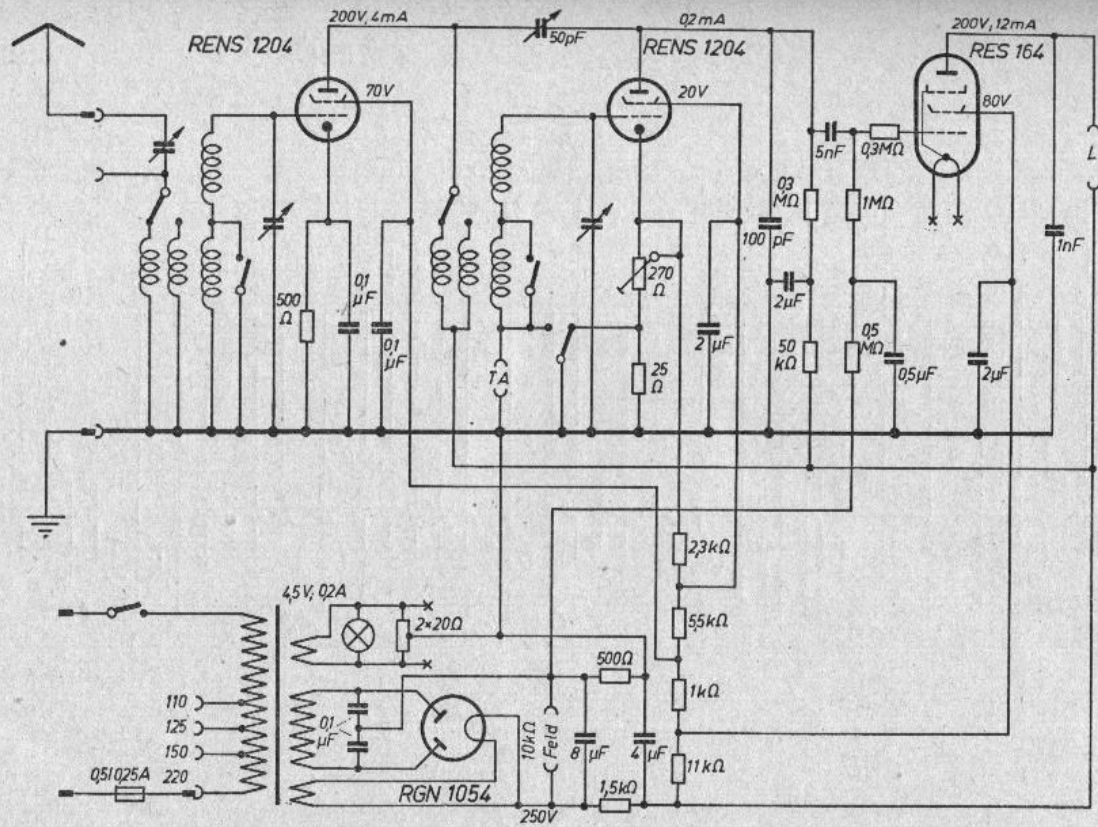 200V, 4mA
0,2mA
200V, 12mA
RENS 1204
50pF
RENS 1204
RES 164
70V
20V
80V
5nF
0,3MΩ
L
0,3
MΩ
1MΩ
100 pF
1nF
270
Ω
0,1
µF
2µF
500
Ω
0,1
µF
2 µF
50
kΩ
0,5
MΩ
0,5µF
2µF
TA
25
Ω
2,3kΩ
4,5V, 0,2A
2×20Ω
5,5kΩ
500Ω
1kΩ
110
125
150
220
0,1
µF
10kΩ
Feld
8 µF
4 µF
11kΩ
0,5/0,25A
RGN 1054
1,5kΩ
250V